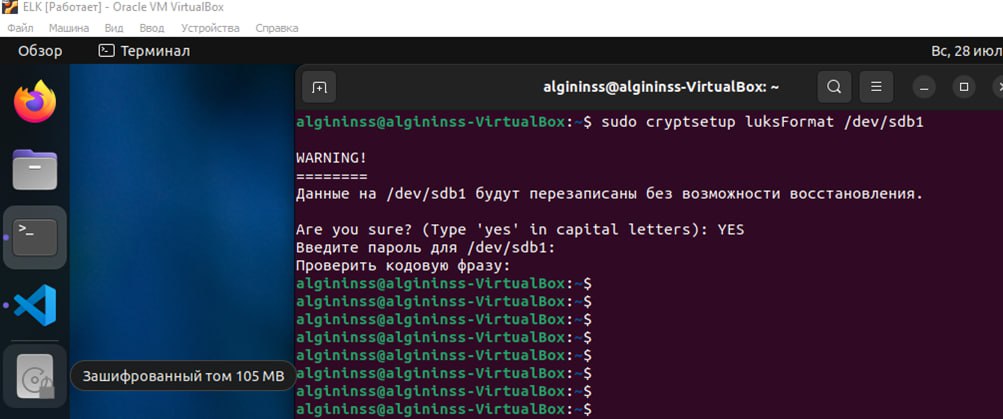 ELK [Работает] - Oracle VM VirtualBox
Файл Машина Вид Ввод Устройства Справка
Обзор Терминал Вс, 28 июл
algininss@algininss-VirtualBox: ~
algininss@algininss-VirtualBox:~$ sudo cryptsetup luksFormat /dev/sdb1
WARNING!
========
Данные на /dev/sdb1 будут перезаписаны без возможности восстановления.
Are you sure? (Type 'yes' in capital letters): YES
Введите пароль для /dev/sdb1:
Проверить кодовую фразу:
algininss@algininss-VirtualBox:~$
algininss@algininss-VirtualBox:~$
algininss@algininss-VirtualBox:~$
algininss@algininss-VirtualBox:~$
algininss@algininss-VirtualBox:~$
algininss@algininss-VirtualBox:~$
algininss@algininss-VirtualBox:~$
algininss@algininss-VirtualBox:~$
Зашифрованный том 105 MB